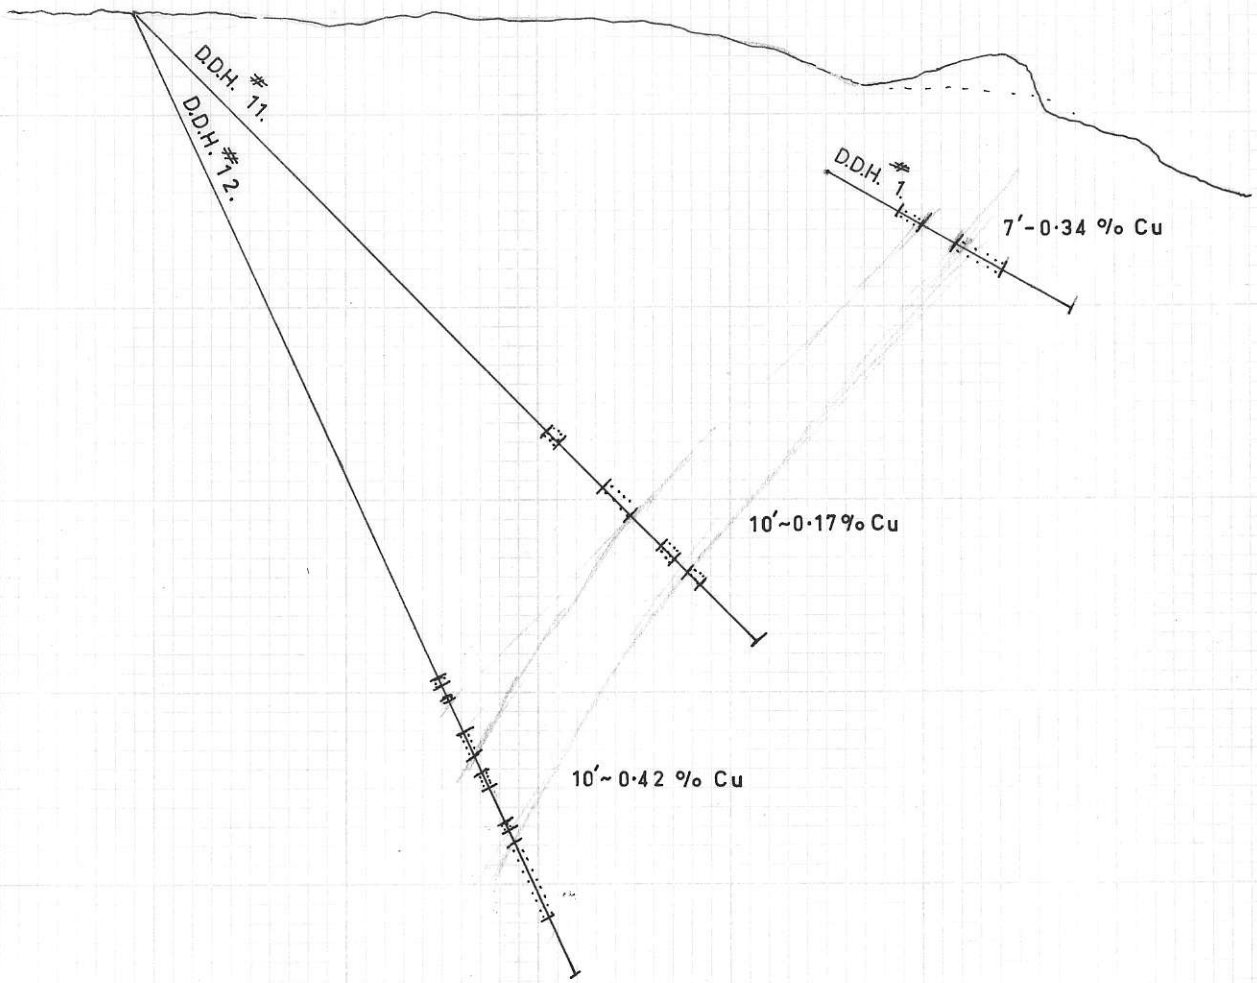 D.D.H. # 11.
D.D.H. # 12.
D.D.H. # 1.
7'-0·34 % Cu
10'~0·17% Cu
10'~0·42 % Cu